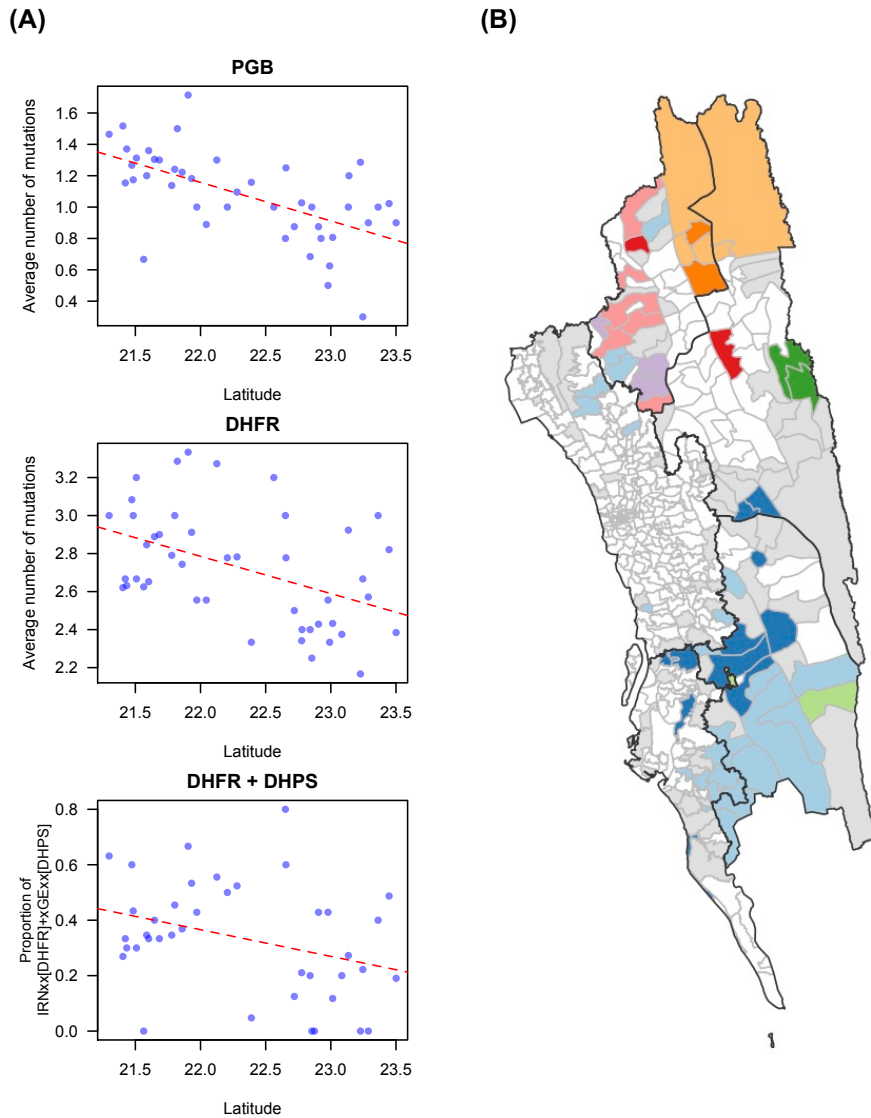 (A)
(B)
PGB
Average number of mutations
1.6
1.4
1.2
1.0
0.8
0.6
0.4
21.5 22.0 22.5 23.0 23.5
Latitude
DHFR
Average number of mutations
3.2
3.0
2.8
2.6
2.4
2.2
21.5 22.0 22.5 23.0 23.5
Latitude
DHFR + DHPS
Proportion of
IRNxx[DHFR]+xGExx[DHPS]
0.8
0.6
0.4
0.2
0.0
21.5 22.0 22.5 23.0 23.5
Latitude